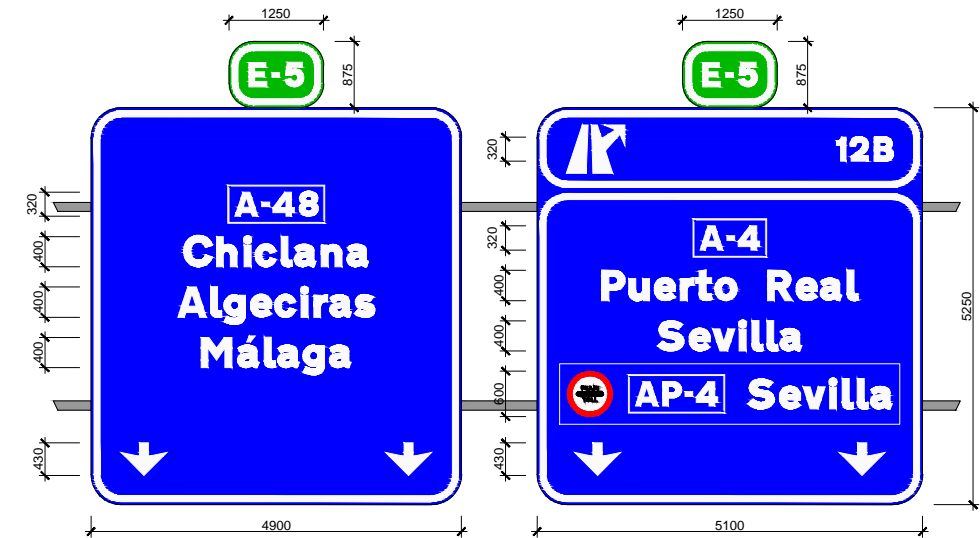 1250
875
E-5
320
A-48
400
Chiclana
400
Algeciras
400
Málaga
430
4900
1250
875
E-5
320
12B
320
A-4
400
Puerto Real
400
Sevilla
600
AP-4 Sevilla
430
5250
5100